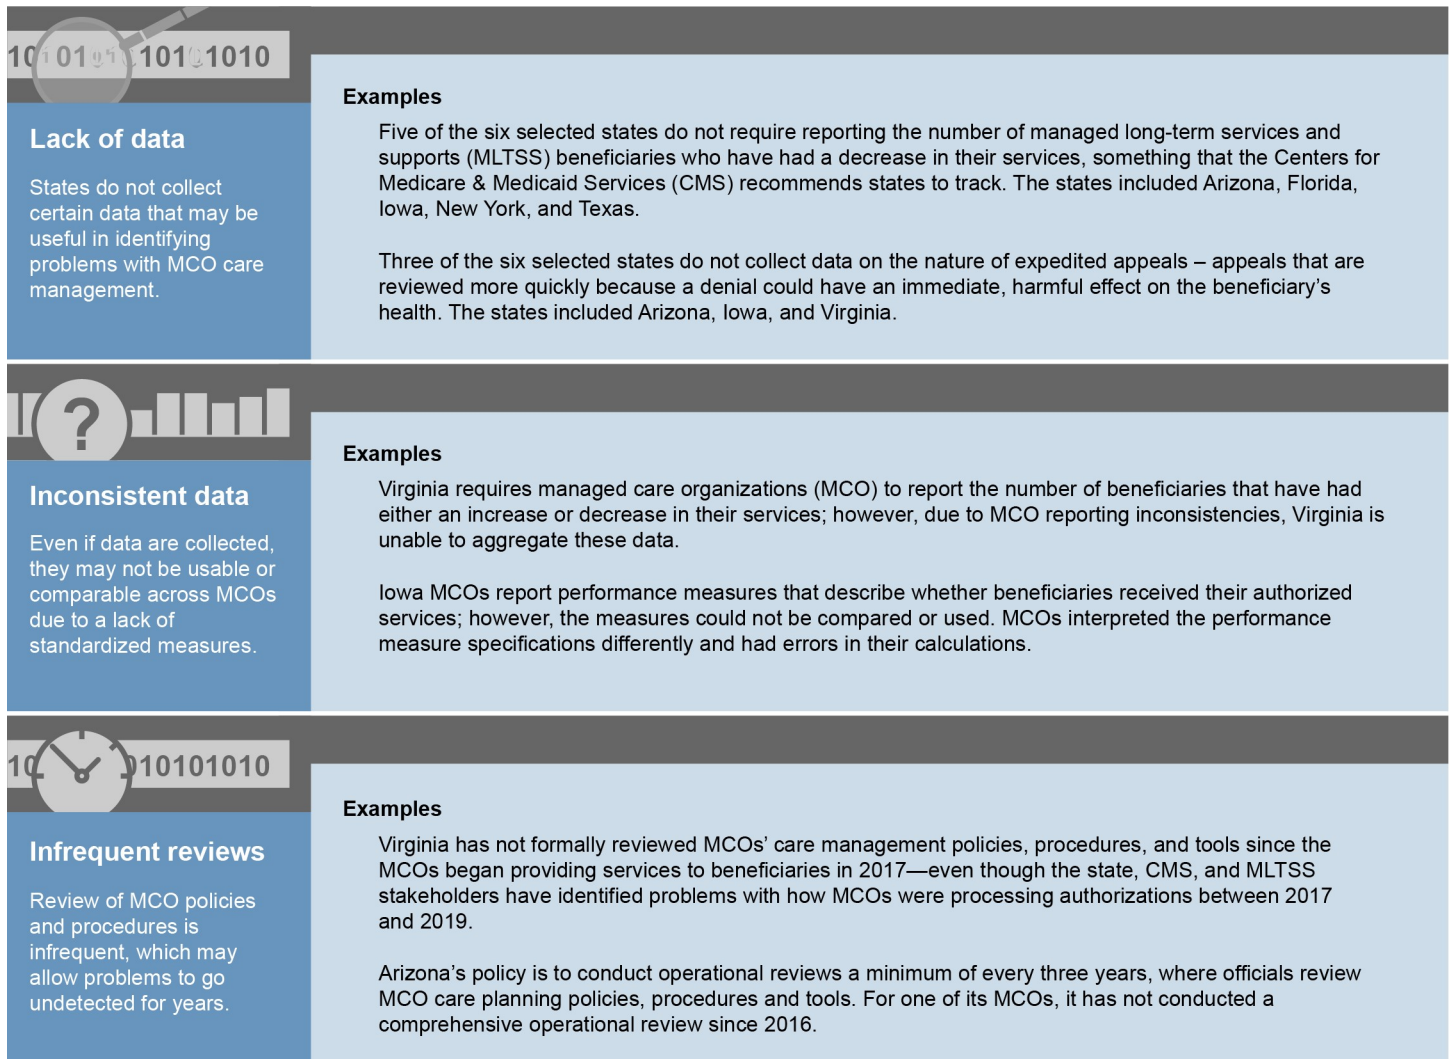 10101010101010
Lack of data
States do not collect
certain data that may be
useful in identifying
problems with MCO care
management.
Examples
Five of the six selected states do not require reporting the number of managed long-term services and
supports (MLTSS) beneficiaries who have had a decrease in their services, something that the Centers for
Medicare & Medicaid Services (CMS) recommends states to track. The states included Arizona, Florida,
Iowa, New York, and Texas.
Three of the six selected states do not collect data on the nature of expedited appeals – appeals that are
reviewed more quickly because a denial could have an immediate, harmful effect on the beneficiary’s
health. The states included Arizona, Iowa, and Virginia.
?
Inconsistent data
Even if data are collected,
they may not be usable or
comparable across MCOs
due to a lack of
standardized measures.
Examples
Virginia requires managed care organizations (MCO) to report the number of beneficiaries that have had
either an increase or decrease in their services; however, due to MCO reporting inconsistencies, Virginia is
unable to aggregate these data.
Iowa MCOs report performance measures that describe whether beneficiaries received their authorized
services; however, the measures could not be compared or used. MCOs interpreted the performance
measure specifications differently and had errors in their calculations.
10 010101010
Infrequent reviews
Review of MCO policies
and procedures is
infrequent, which may
allow problems to go
undetected for years.
Examples
Virginia has not formally reviewed MCOs’ care management policies, procedures, and tools since the
MCOs began providing services to beneficiaries in 2017—even though the state, CMS, and MLTSS
stakeholders have identified problems with how MCOs were processing authorizations between 2017
and 2019.
Arizona’s policy is to conduct operational reviews a minimum of every three years, where officials review
MCO care planning policies, procedures and tools. For one of its MCOs, it has not conducted a
comprehensive operational review since 2016.